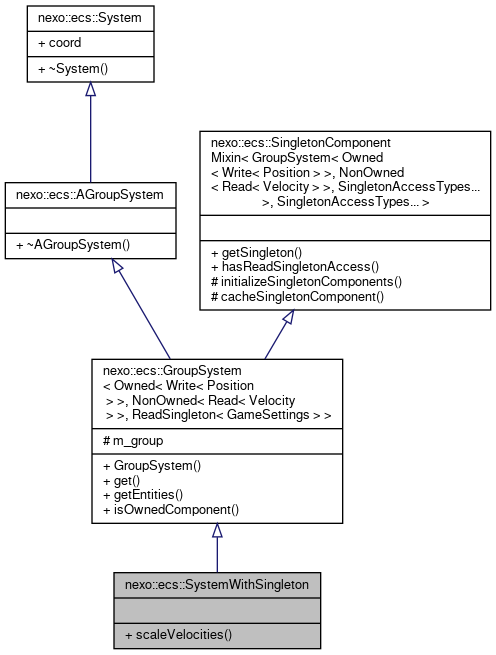 nexo::ecs::System
+ coord
+ ~System()
nexo::ecs::SingletonComponent
Mixin< GroupSystem< Owned
< Write< Position > >, NonOwned
< Read< Velocity > >, SingletonAccessTypes...
>, SingletonAccessTypes... >
+ getSingleton()
+ hasReadSingletonAccess()
# initializeSingletonComponents()
# cacheSingletonComponent()
nexo::ecs::AGroupSystem
+ ~AGroupSystem()
nexo::ecs::GroupSystem
< Owned< Write< Position
> >, NonOwned< Read< Velocity
> >, ReadSingleton< GameSettings > >
# m_group
+ GroupSystem()
+ get()
+ getEntities()
+ isOwnedComponent()
nexo::ecs::SystemWithSingleton
+ scaleVelocities()